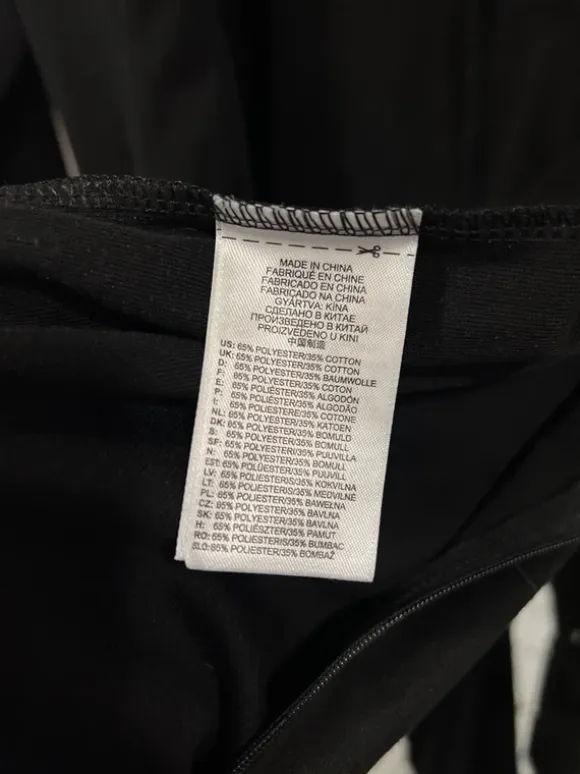 MADE IN CHINA
FABRIQUÉ EN CHINE
FABRICADO EN CHINA
FABRICADO NA CHINA
GYÁRTVA: KÍNA
СДЕЛАНО В КИТАЕ
ПРОИЗВЕДЕНО В КИТАЙ
PROIZVEDENO U KINI
中国制造
US: 65% POLYESTER/35% COTTON
UK: 65% POLYESTER/35% COTTON
D: 65% POLYESTER/35% BAUMWOLLE
F: 65% POLYESTER/35% COTON
E: 65% POLIÉSTER/35% ALGODÓN
P: 65% POLIÉSTER/35% ALGODÃO
I: 65% POLIESTERE/35% COTONE
NL: 65% POLYESTER/35% KATOEN
DK: 65% POLYESTER/35% BOMULD
S: 65% POLYESTER/35% BOMULL
SF: 65% POLYESTER/35% PUUVILLA
N: 65% POLYESTER/35% BOMULL
EST: 65% POLÜESTER/35% PUUVILL
LV: 65% POLIESTERIS/35% KOKVILNA
LT: 65% POLIESTERIS/35% MEDVILNĖ
PL: 65% POLIESTER/35% BAWEŁNA
CZ: 65% POLYESTER/35% BAVLNA
SK: 65% POLYESTER/35% BAVLNA
H: 65% POLIÉSZTER/35% PAMUT
RO: 65% POLIESTERIS/35% BUMBAC
SLO: 65% POLIESTER/35% BOMBAŽ